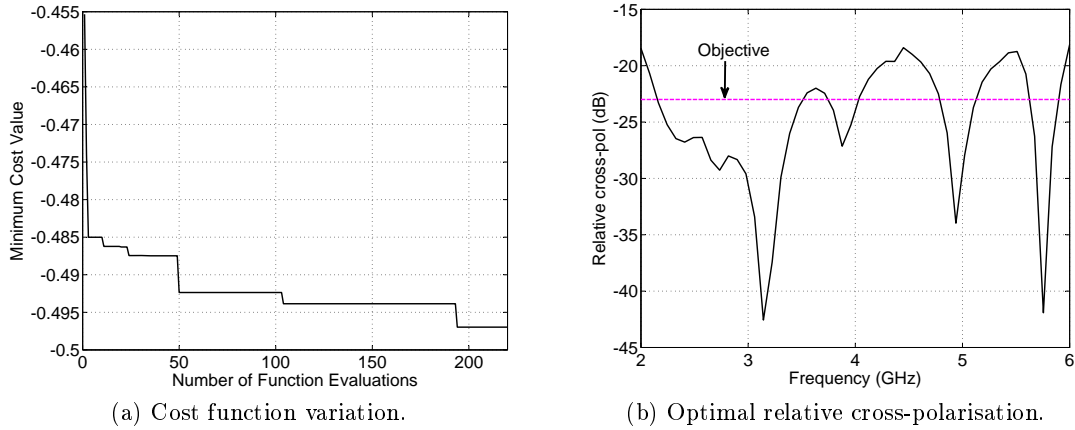 -0.455
-0.46
-0.465
-0.47
-0.475
-0.48
-0.485
-0.49
-0.495
-0.5
Minimum Cost Value
0 50 100 150 200
Number of Function Evaluations
(a) Cost function variation.
-15
-20
-25
-30
-35
-40
-45
Relative cross-pol (dB)
Objective
2 3 4 5 6
Frequency (GHz)
(b) Optimal relative cross-polarisation.